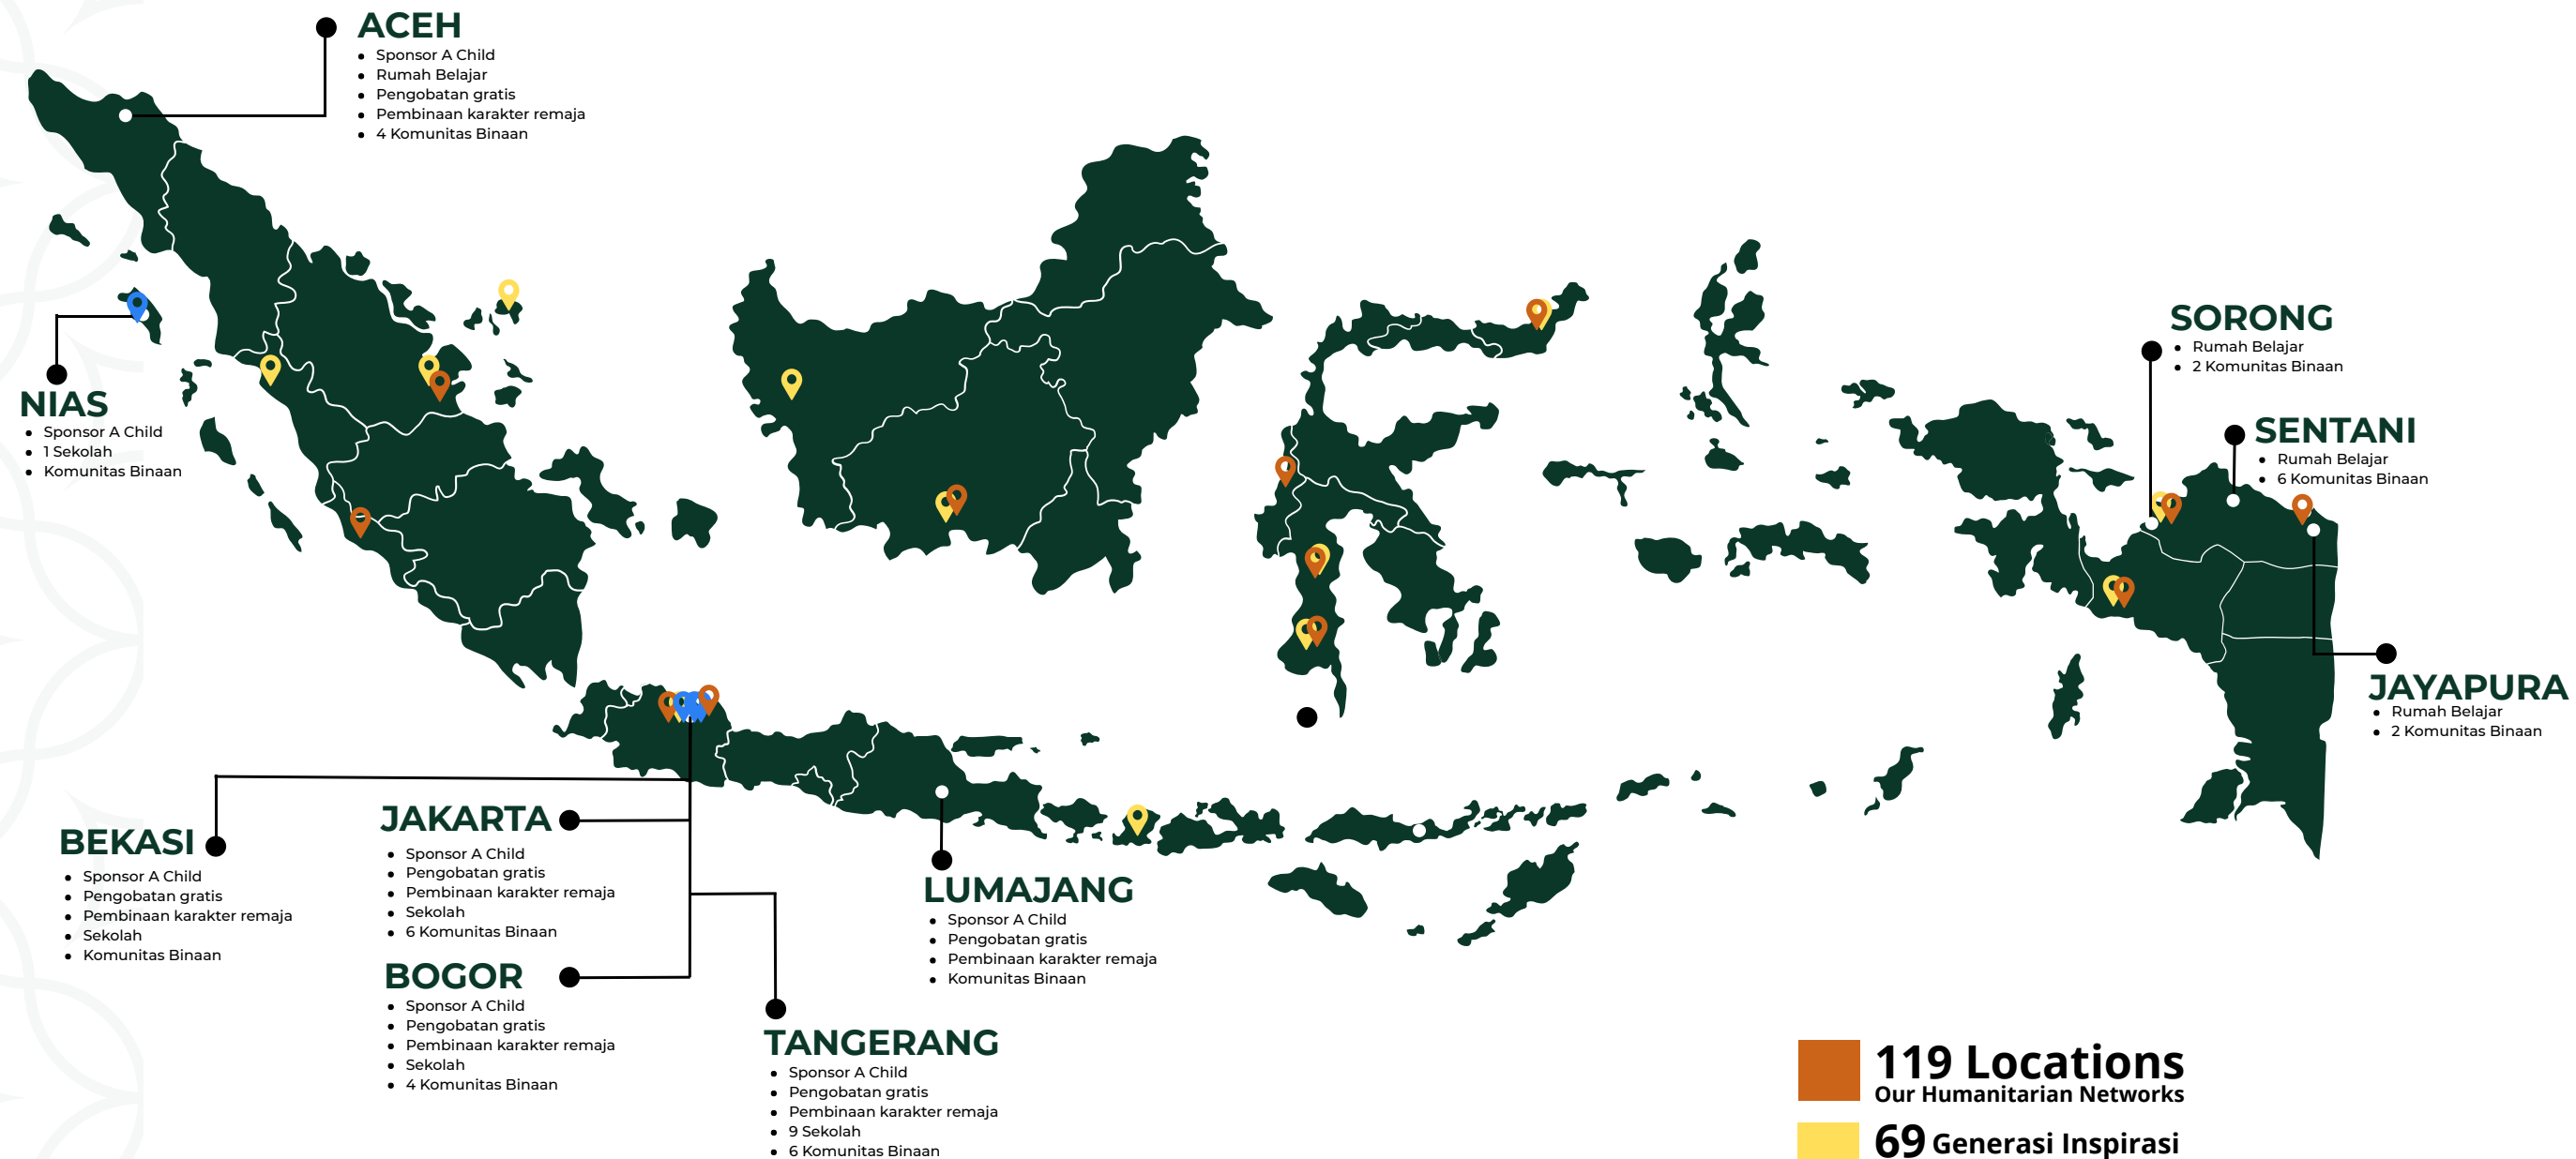 ACEH
Sponsor A Child
Rumah Belajar
Pengobatan gratis
Pembinaan karakter remaja
4 Komunitas Binaan
NIAS
Sponsor A Child
1 Sekolah
Komunitas Binaan
SORONG
Rumah Belajar
2 Komunitas Binaan
SENTANI
Rumah Belajar
6 Komunitas Binaan
JAYAPURA
Rumah Belajar
2 Komunitas Binaan
BEKASI
Sponsor A Child
Pengobatan gratis
Pembinaan karakter remaja
Sekolah
Komunitas Binaan
JAKARTA
Sponsor A Child
Pengobatan gratis
Pembinaan karakter remaja
Sekolah
6 Komunitas Binaan
BOGOR
Sponsor A Child
Pengobatan gratis
Pembinaan karakter remaja
Sekolah
4 Komunitas Binaan
TANGERANG
Sponsor A Child
Pengobatan gratis
Pembinaan karakter remaja
9 Sekolah
6 Komunitas Binaan
LUMAJANG
Sponsor A Child
Pengobatan gratis
Pembinaan karakter remaja
Komunitas Binaan
119 Locations
Our Humanitarian Networks
69 Generasi Inspirasi